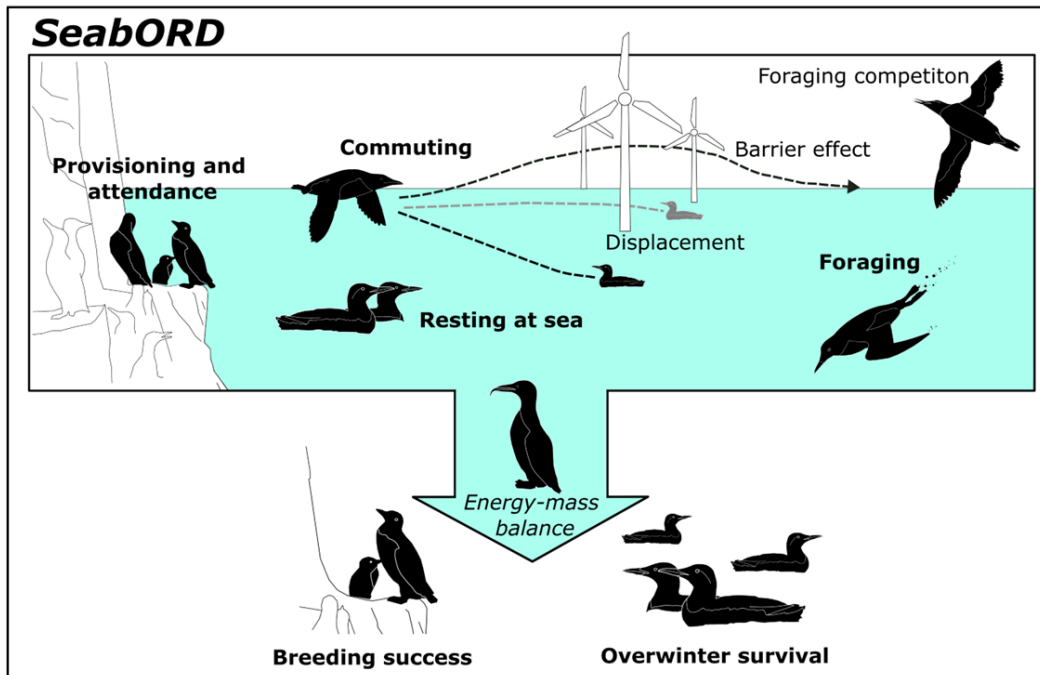 SeabORD
Foraging competiton
Commuting
Barrier effect
Provisioning and
attendance
Displacement
Foraging
Resting at sea
Energy-mass
balance
Breeding success
Overwinter survival